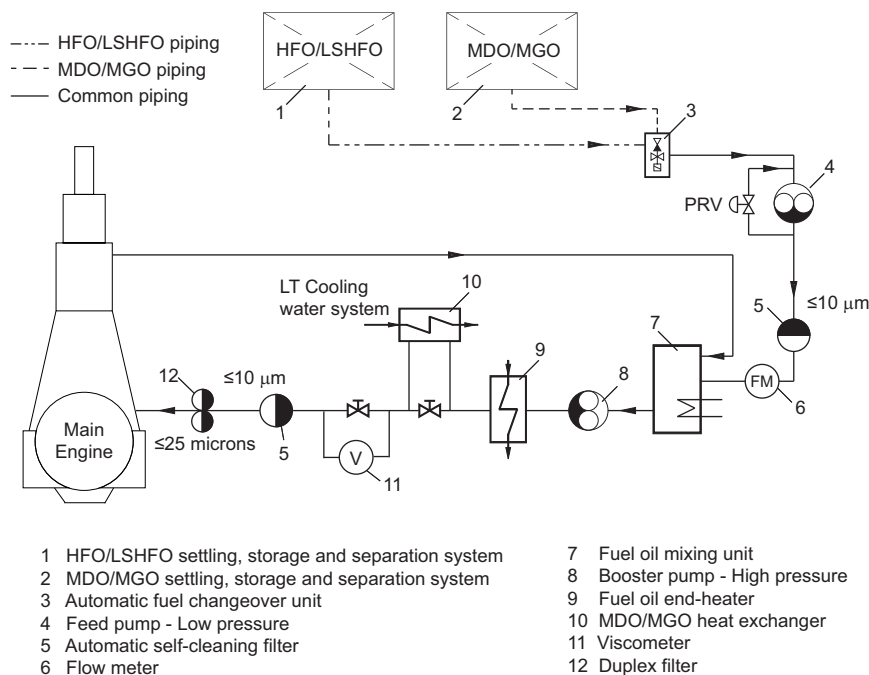 HFO/LSHFO piping
MDO/MGO piping
Common piping
HFO/LSHFO
MDO/MGO
1
2
3
4
PRV
LT Cooling
water system
10
5
≤10 μm
7
9
8
FM
6
12
≤10 μm
Main
Engine
≤25 microns
5
V
11
1 HFO/LSHFO settling, storage and separation system
2 MDO/MGO settling, storage and separation system
3 Automatic fuel changeover unit
4 Feed pump - Low pressure
5 Automatic self-cleaning filter
6 Flow meter
7 Fuel oil mixing unit
8 Booster pump - High pressure
9 Fuel oil end-heater
10 MDO/MGO heat exchanger
11 Viscometer
12 Duplex filter